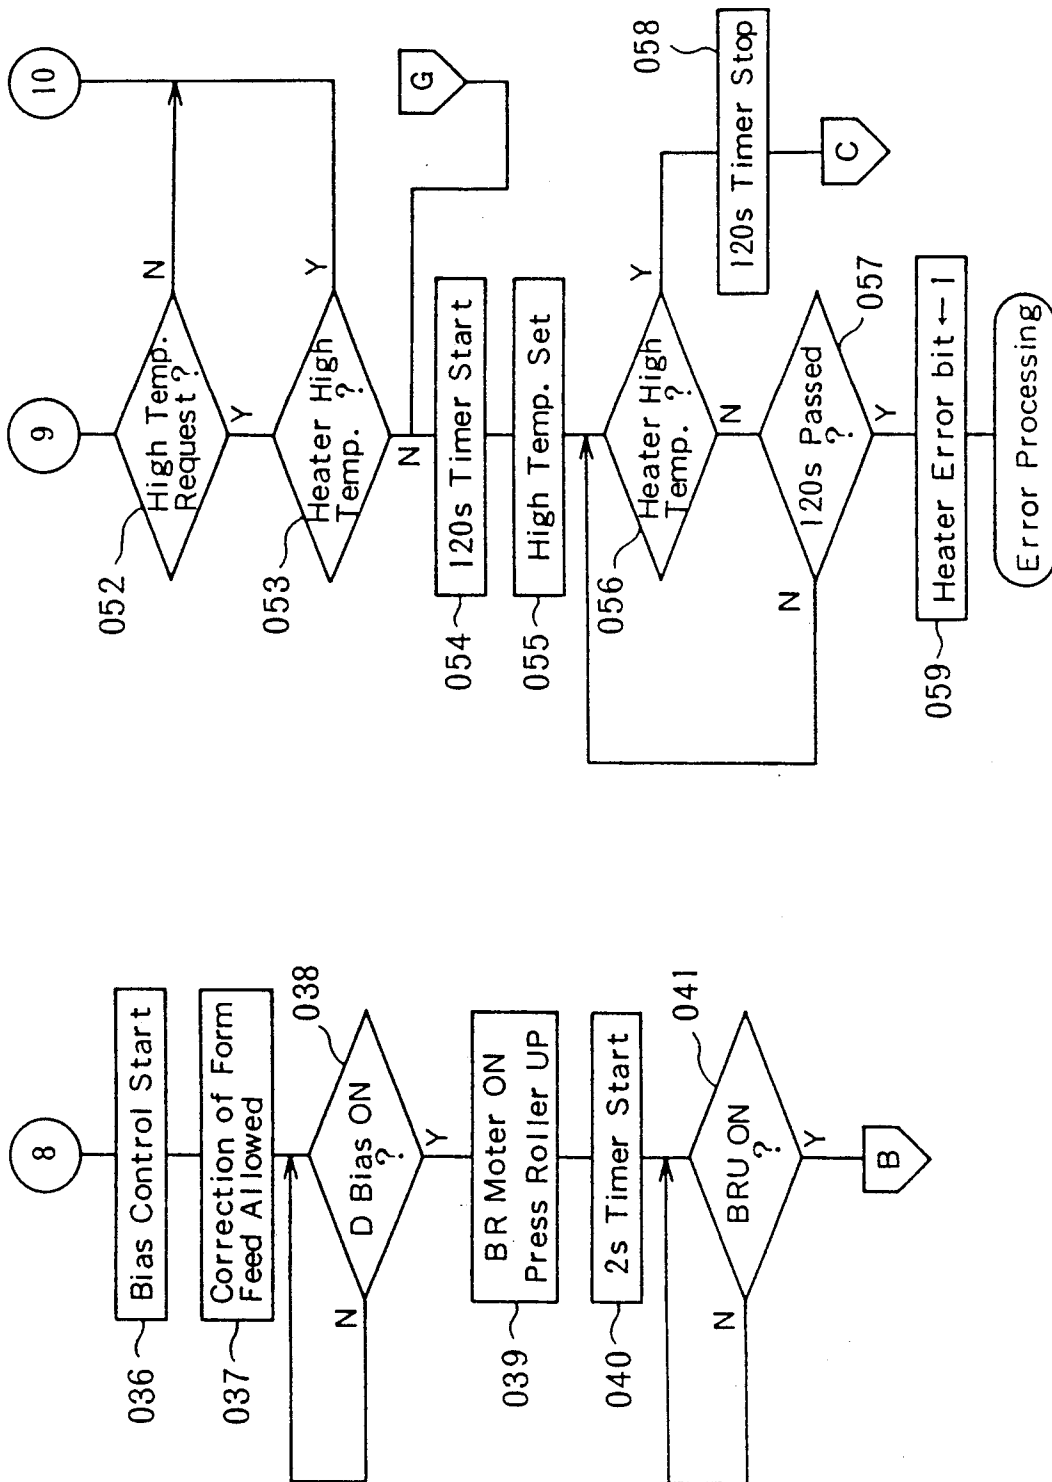 8
Bias Control Start
036
Correction of Form
Feed Allowed
037
D Bias ON
?
038
N
Y
BR Moter ON
Press Roller UP
039
2s Timer Start
040
BRU ON
?
041
N
Y
B
9
10
High Temp.
Request ?
052
N
Y
Heater High
Temp. ?
053
Y
N
G
120s Timer Start
054
High Temp. Set
055
Heater High
Temp. ?
056
Y
N
120s Timer Stop
058
C
120s Passed
?
057
N
Y
Heater Error bit ← 1
059
Error Processing